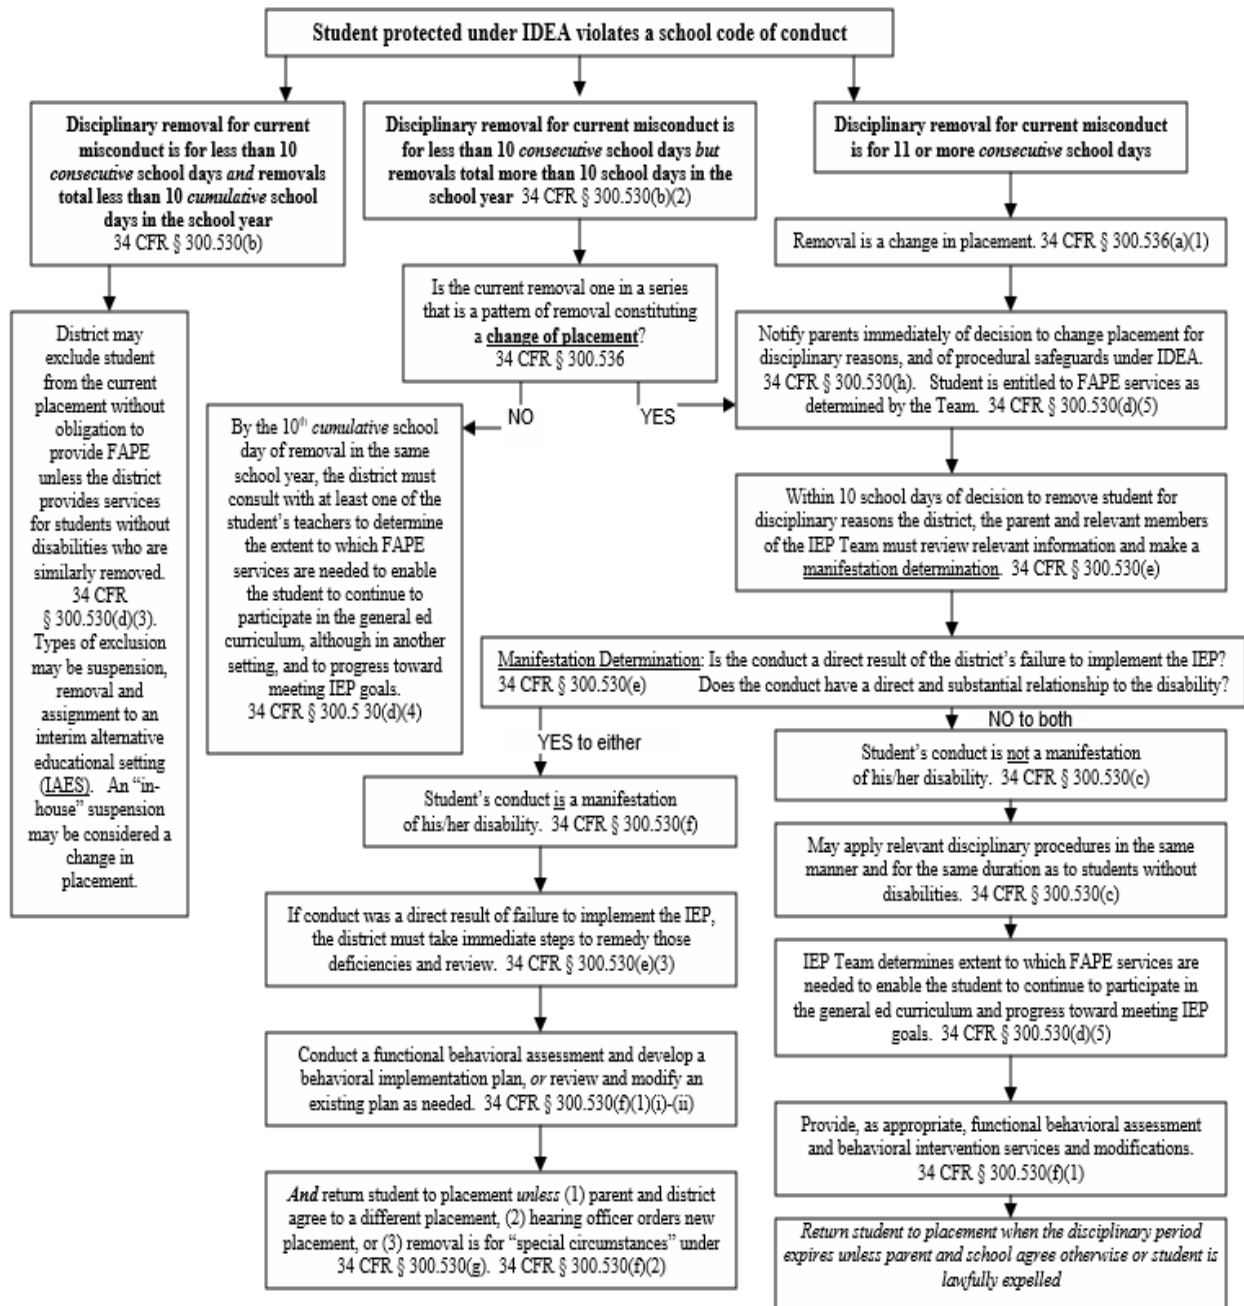 Student protected under IDEA violates a school code of conduct
Disciplinary removal for current
misconduct is for less than 10
consecutive school days and removals
total less than 10 cumulative school
days in the school year
34 CFR § 300.530(b)
Disciplinary removal for current misconduct is
for less than 10 consecutive school days but
removals total more than 10 school days in the
school year 34 CFR § 300.530(b)(2)
Disciplinary removal for current misconduct
is for 11 or more consecutive school days
Removal is a change in placement. 34 CFR § 300.536(a)(1)
Is the current removal one in a series
that is a pattern of removal constituting
a change of placement?
34 CFR § 300.536
District may
exclude student
from the current
placement without
obligation to
provide FAPE
unless the district
provides services
for students without
disabilities who are
similarly removed.
34 CFR
§ 300.530(d)(3).
Types of exclusion
may be suspension,
removal and
assignment to an
interim alternative
educational setting
(IAES). An “in-
house” suspension
may be considered a
change in
placement.
Notify parents immediately of decision to change placement for
disciplinary reasons, and of procedural safeguards under IDEA.
34 CFR § 300.530(h). Student is entitled to FAPE services as
determined by the Team. 34 CFR § 300.530(d)(5)
NO
YES
By the 10th cumulative school
day of removal in the same
school year, the district must
consult with at least one of the
student’s teachers to determine
the extent to which FAPE
services are needed to enable
the student to continue to
participate in the general ed
curriculum, although in another
setting, and to progress toward
meeting IEP goals.
34 CFR § 300.5 30(d)(4)
Within 10 school days of decision to remove student for
disciplinary reasons the district, the parent and relevant members
of the IEP Team must review relevant information and make a
manifestation determination. 34 CFR § 300.530(e)
Manifestation Determination: Is the conduct a direct result of the district’s failure to implement the IEP?
34 CFR § 300.530(e) Does the conduct have a direct and substantial relationship to the disability?
YES to either
NO to both
Student’s conduct is a manifestation
of his/her disability. 34 CFR § 300.530(f)
If conduct was a direct result of failure to implement the IEP,
the district must take immediate steps to remedy those
deficiencies and review. 34 CFR § 300.530(e)(3)
Conduct a functional behavioral assessment and develop a
behavioral implementation plan, or review and modify an
existing plan as needed. 34 CFR § 300.530(f)(1)(i)-(ii)
And return student to placement unless (1) parent and district
agree to a different placement, (2) hearing officer orders new
placement, or (3) removal is for “special circumstances” under
34 CFR § 300.530(g). 34 CFR § 300.530(f)(2)
Student’s conduct is not a manifestation
of his/her disability. 34 CFR § 300.530(c)
May apply relevant disciplinary procedures in the same
manner and for the same duration as to students without
disabilities. 34 CFR § 300.530(c)
IEP Team determines extent to which FAPE services are
needed to enable the student to continue to participate in
the general ed curriculum and progress toward meeting IEP
goals. 34 CFR § 300.530(d)(5)
Provide, as appropriate, functional behavioral assessment
and behavioral intervention services and modifications.
34 CFR § 300.530(f)(1)
Return student to placement when the disciplinary period
expires unless parent and school agree otherwise or student is
lawfully expelled